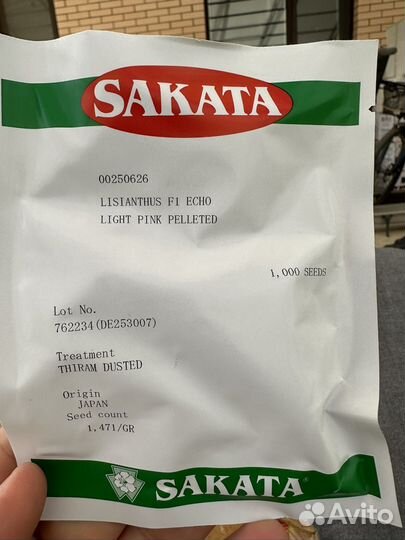 SAKATA
00250626
LISIANTHUS F1 ECHO
LIGHT PINK PELLETED
1,000 SEEDS
Lot No.
762234(DE253007)
Treatment
THIRAM DUSTED
Origin
JAPAN
Seed count
1,471/GR
SAKATA®
Avito